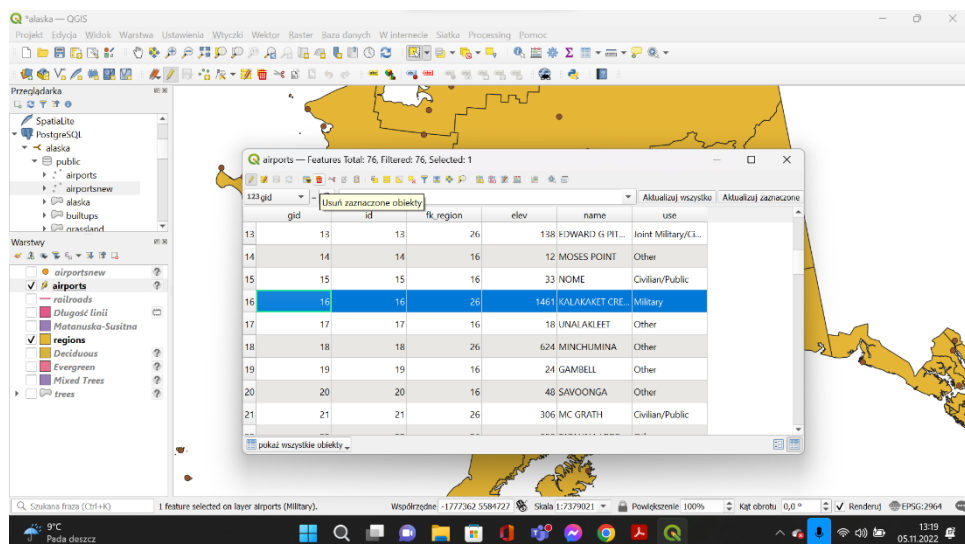 *alaska — QGIS
Projekt Edycja Widok Warstwa Ustawienia Wtyczki Wektor Raster Baza danych W internecie Siatka Processing Pomoc
Przeglądarka
SpatiaLite
PostgreSQL
alaska
public
airports
airportsnew
alaska
builtups
grassland
Warstwy
airportsnew
airports
railroads
Długość linii
Matanuska-Susitna
regions
Deciduous
Evergreen
Mixed Trees
trees
airports — Features Total: 76, Filtered: 76, Selected: 1
123 gid
Aktualizuj wszystko Aktualizuj zaznaczone
Usuń zaznaczone obiekty
gid id fk_region elev name use
13 13 13 26 138 EDWARD G PIT... Joint Military/Ci...
14 14 14 16 12 MOSES POINT Other
15 15 15 16 33 NOME Civilian/Public
16 16 16 26 1461 KALAKAKET CRE... Military
17 17 17 16 18 UNALAKLEET Other
18 18 18 26 624 MINCHUMINA Other
19 19 19 16 24 GAMBELL Other
20 20 20 16 48 SAVOONGA Other
21 21 21 26 306 MC GRATH Civilian/Public
pokaż wszystkie obiekty
Szukana fraza (Ctrl+K) 1 feature selected on layer airports (Military). Współrzędne -1777362 5584727 Skala 1:7379021 Powiększenie 100% Kąt obrotu 0,0 ° Renderuj EPSG:2964
9°C
Pada deszcz
13:19
05.11.2022